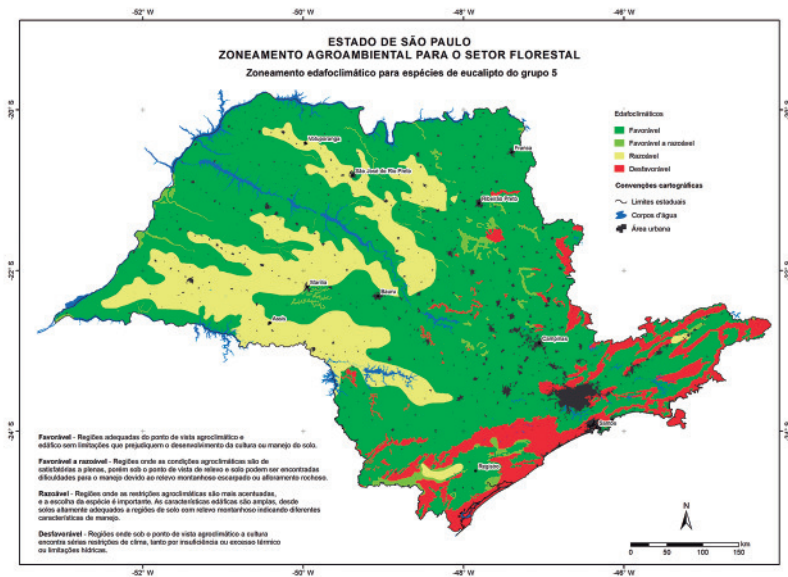 -52° W -50° W -48° W -46° W
ESTADO DE SÃO PAULO
ZONEAMENTO AGROAMBIENTAL PARA O SETOR FLORESTAL
Zoneamento edafoclimático para espécies de eucalipto do grupo 5
-20° S
-20° S
Edafoclimáticos
Favorável
Favorável a razoável
Razoável
Desfavorável
Convenções cartográficas
Limites estaduais
Corpos d'água
Área urbana
Votuporanga
Franca
São José do Rio Preto
Ribeirão Preto
-22° S
-22° S
Marília
Bauru
Assis
Campinas
Santos
-24° S
-24° S
Registro
Favorável - Regiões adequadas do ponto de vista agroclimático e
edáfico sem limitações que prejudiquem o desenvolvimento da cultura ou manejo do solo.
Favorável a razoável - Regiões onde as condições agroclimáticas são de
satisfatórias a plenas, porém sob o ponto de vista de relevo e solo podem ser encontradas
dificuldades para o manejo devido ao relevo montanhoso escarpado ou afloramento rochoso.
Razoável - Regiões onde as restrições agroclimáticas são mais acentuadas,
e a escolha da espécie é importante. As características edáficas são amplas, desde
solos altamente adequados a regiões de solo com relevo montanhoso indicando diferentes
características de manejo.
Desfavorável - Regiões onde sob o ponto de vista agroclimático a cultura
encontra sérias restrições de clima, tanto por insuficiência ou excesso térmico
ou limitações hídricas.
N
km
0 50 100 150
-52° W -50° W -48° W -46° W